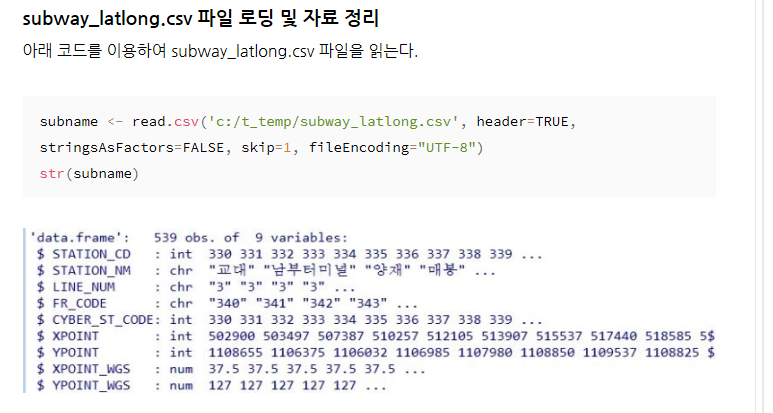 subway_latlong.csv 파일 로딩 및 자료 정리
아래 코드를 이용하여 subway_latlong.csv 파일을 읽는다.
subname <- read.csv('c:/t_temp/subway_latlong.csv', header=TRUE,
stringsAsFactors=FALSE, skip=1, fileEncoding="UTF-8")
str(subname)
'data.frame':   539 obs. of  9 variables:
$ STATION_CD   : int  330 331 332 333 334 335 336 337 338 339 ...
$ STATION_NM   : chr  "교대" "남부터미널" "양재" "매봉" ...
$ LINE_NUM     : chr  "3" "3" "3" "3" ...
$ FR_CODE      : chr  "340" "341" "342" "343" ...
$ CYBER_ST_CODE: int  330 331 332 333 334 335 336 337 338 339 ...
$ XPOINT       : int  502900 503497 507387 510257 512105 513907 515537 517440 518585 5$
$ YPOINT       : int  1108655 1106375 1106032 1106985 1107980 1108850 1109537 1108825 $
$ XPOINT_WGS   : num  37.5 37.5 37.5 37.5 37.5 ...
$ YPOINT_WGS   : num  127 127 127 127 127 ...